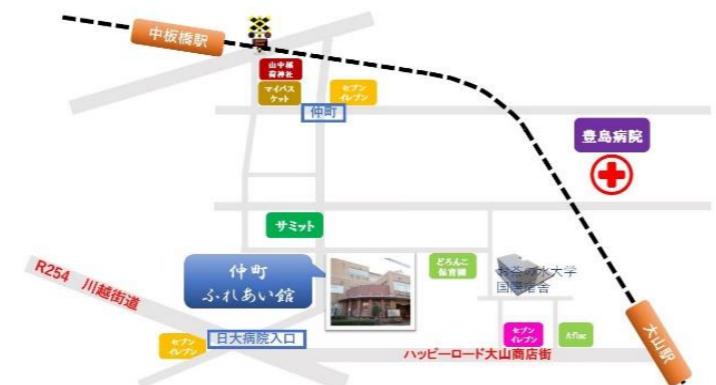 中板橋駅
山中稲
荷神社
マイバス
ケット
セブン
イレブン
仲町
豊島病院
サミット
仲町
ふれあい館
どろんこ
保育園
お茶の水大学
国際宿舎
R254 川越街道
セブン
イレブン
日大病院入口
セブン
イレブン
Aflac
ハッピーロード大山商店街
大山駅